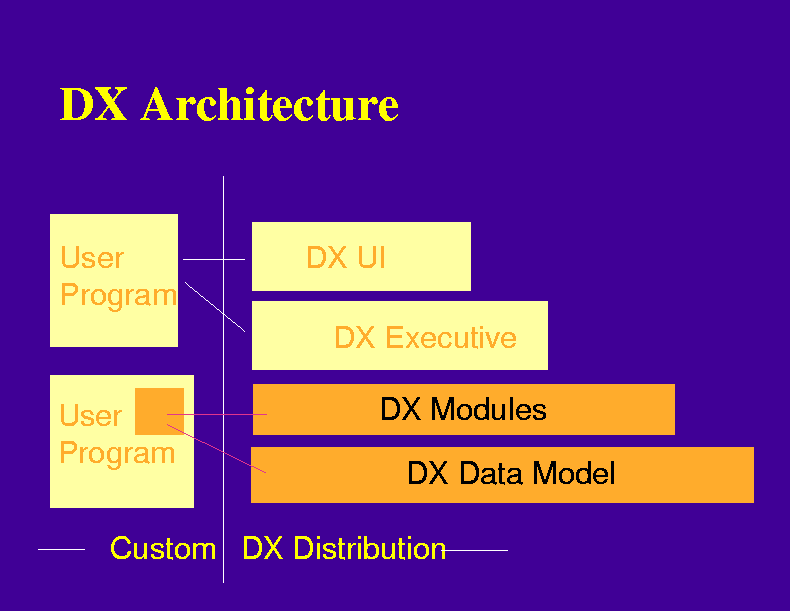 DX Architecture
User
Program
DX UI
DX Executive
User
Program
DX Modules
DX Data Model
Custom
DX Distribution